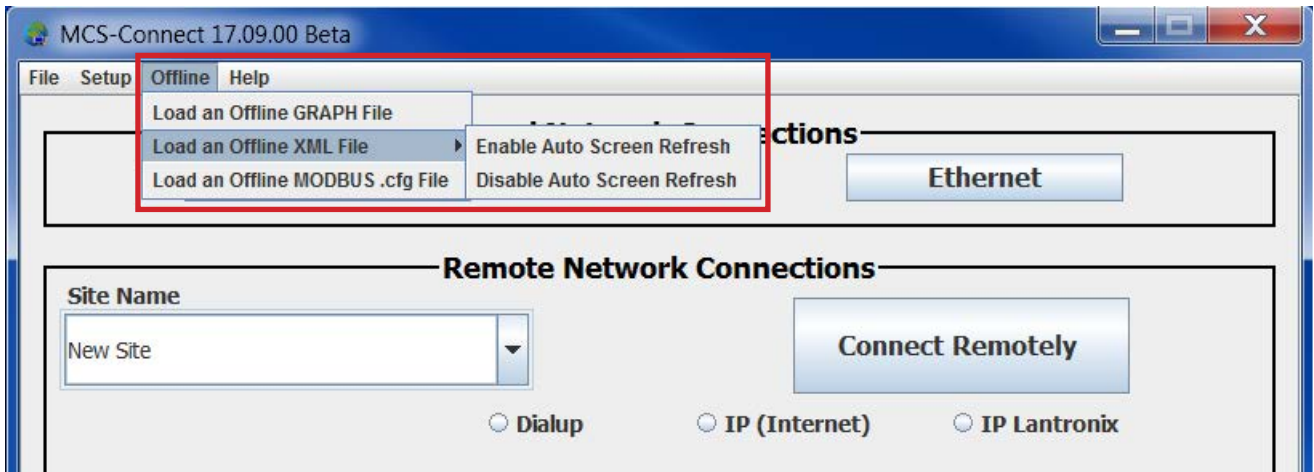 MCS-Connect 17.09.00 Beta
File Setup Offline Help
Load an Offline GRAPH File
Load an Offline XML File
Load an Offline MODBUS .cfg File
Enable Auto Screen Refresh
Disable Auto Screen Refresh
Ethernet
Remote Network Connections
Site Name
New Site
Connect Remotely
Dialup
IP (Internet)
IP Lantronix